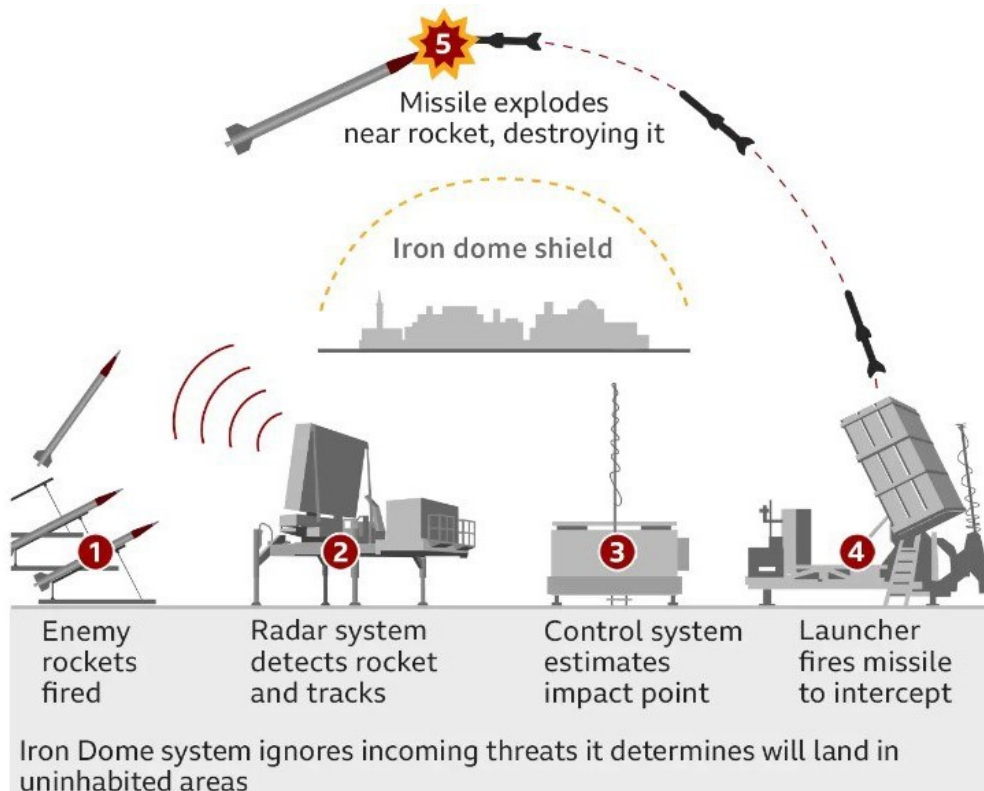 5
Missile explodes
near rocket, destroying it
Iron dome shield
1
2
3
4
Enemy
rockets
fired
Radar system
detects rocket
and tracks
Control system
estimates
impact point
Launcher
fires missile
to intercept
Iron Dome system ignores incoming threats it determines will land in
uninhabited areas